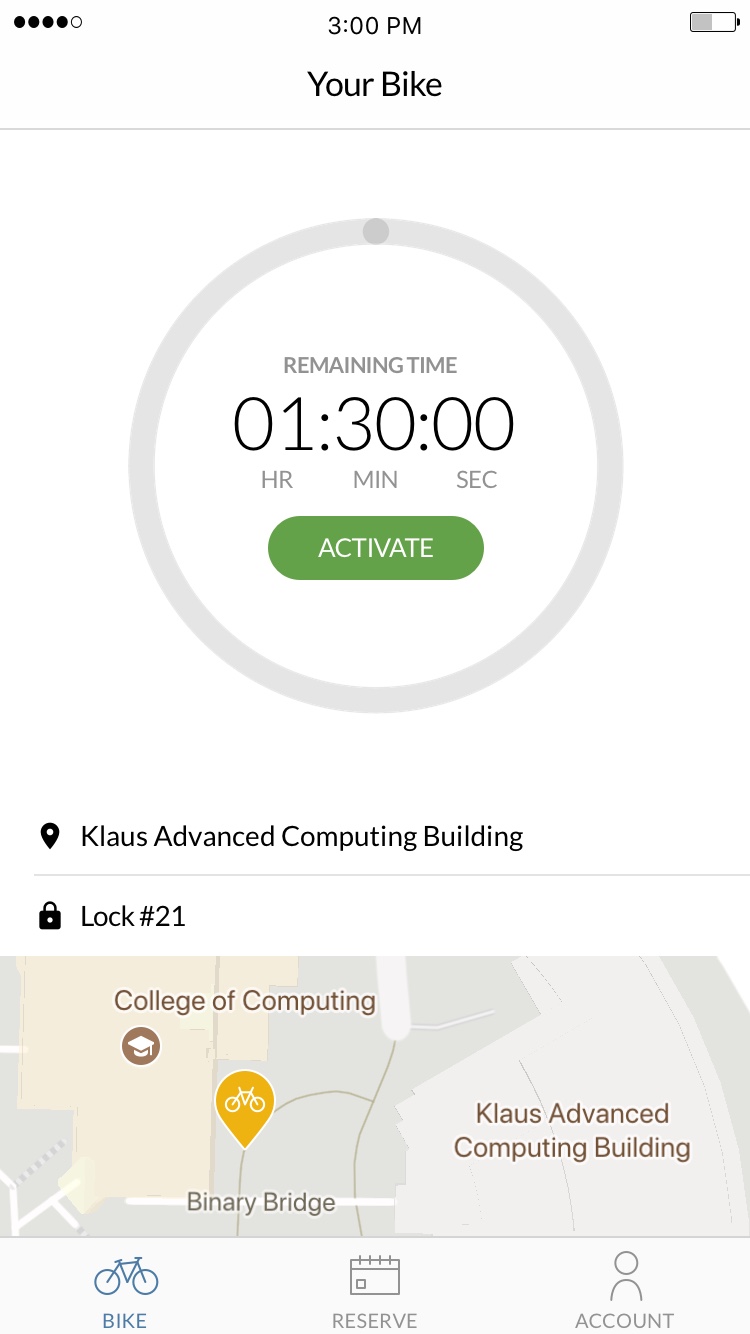 3:00 PM
Your Bike
REMAINING TIME
01:30:00
HR MIN SEC
ACTIVATE
Klaus Advanced Computing Building
Lock #21
College of Computing
Klaus Advanced
Computing Building
Binary Bridge
BIKE RESERVE ACCOUNT